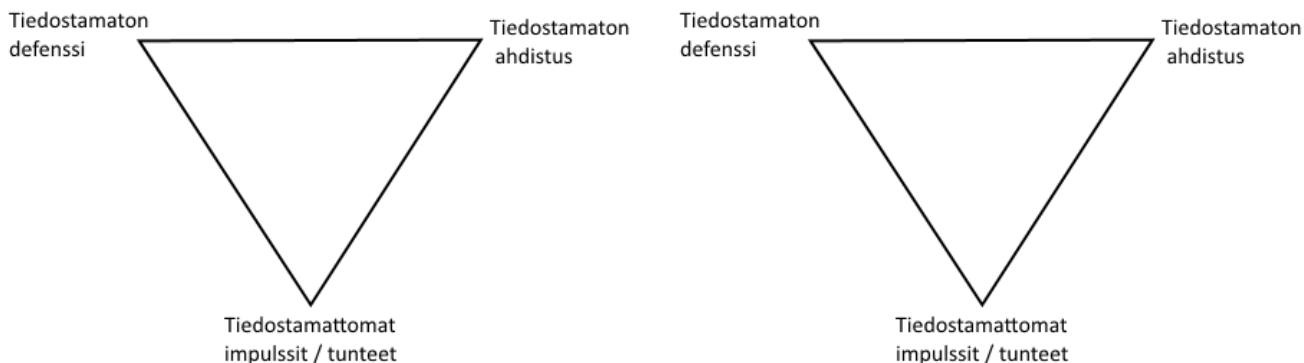 Tiedostamaton
defenssi
Tiedostamaton
ahdistus
Tiedostamattomat
impulssit / tunteet
Tiedostamaton
defenssi
Tiedostamaton
ahdistus
Tiedostamattomat
impulssit / tunteet